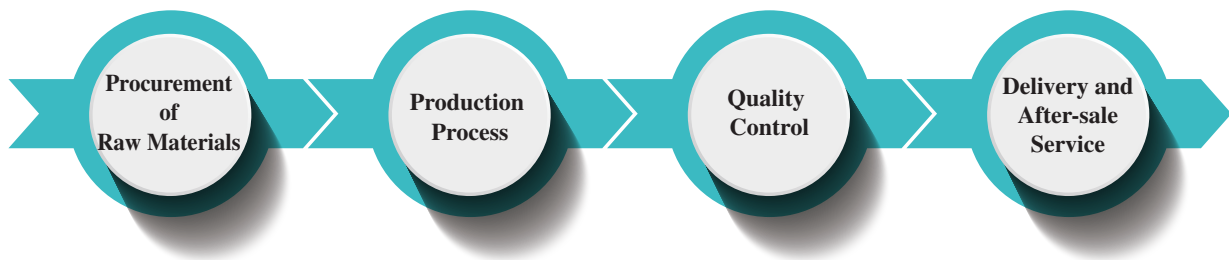 Procurement
of
Raw Materials
Production
Process
Quality
Control
Delivery and
After-sale
Service